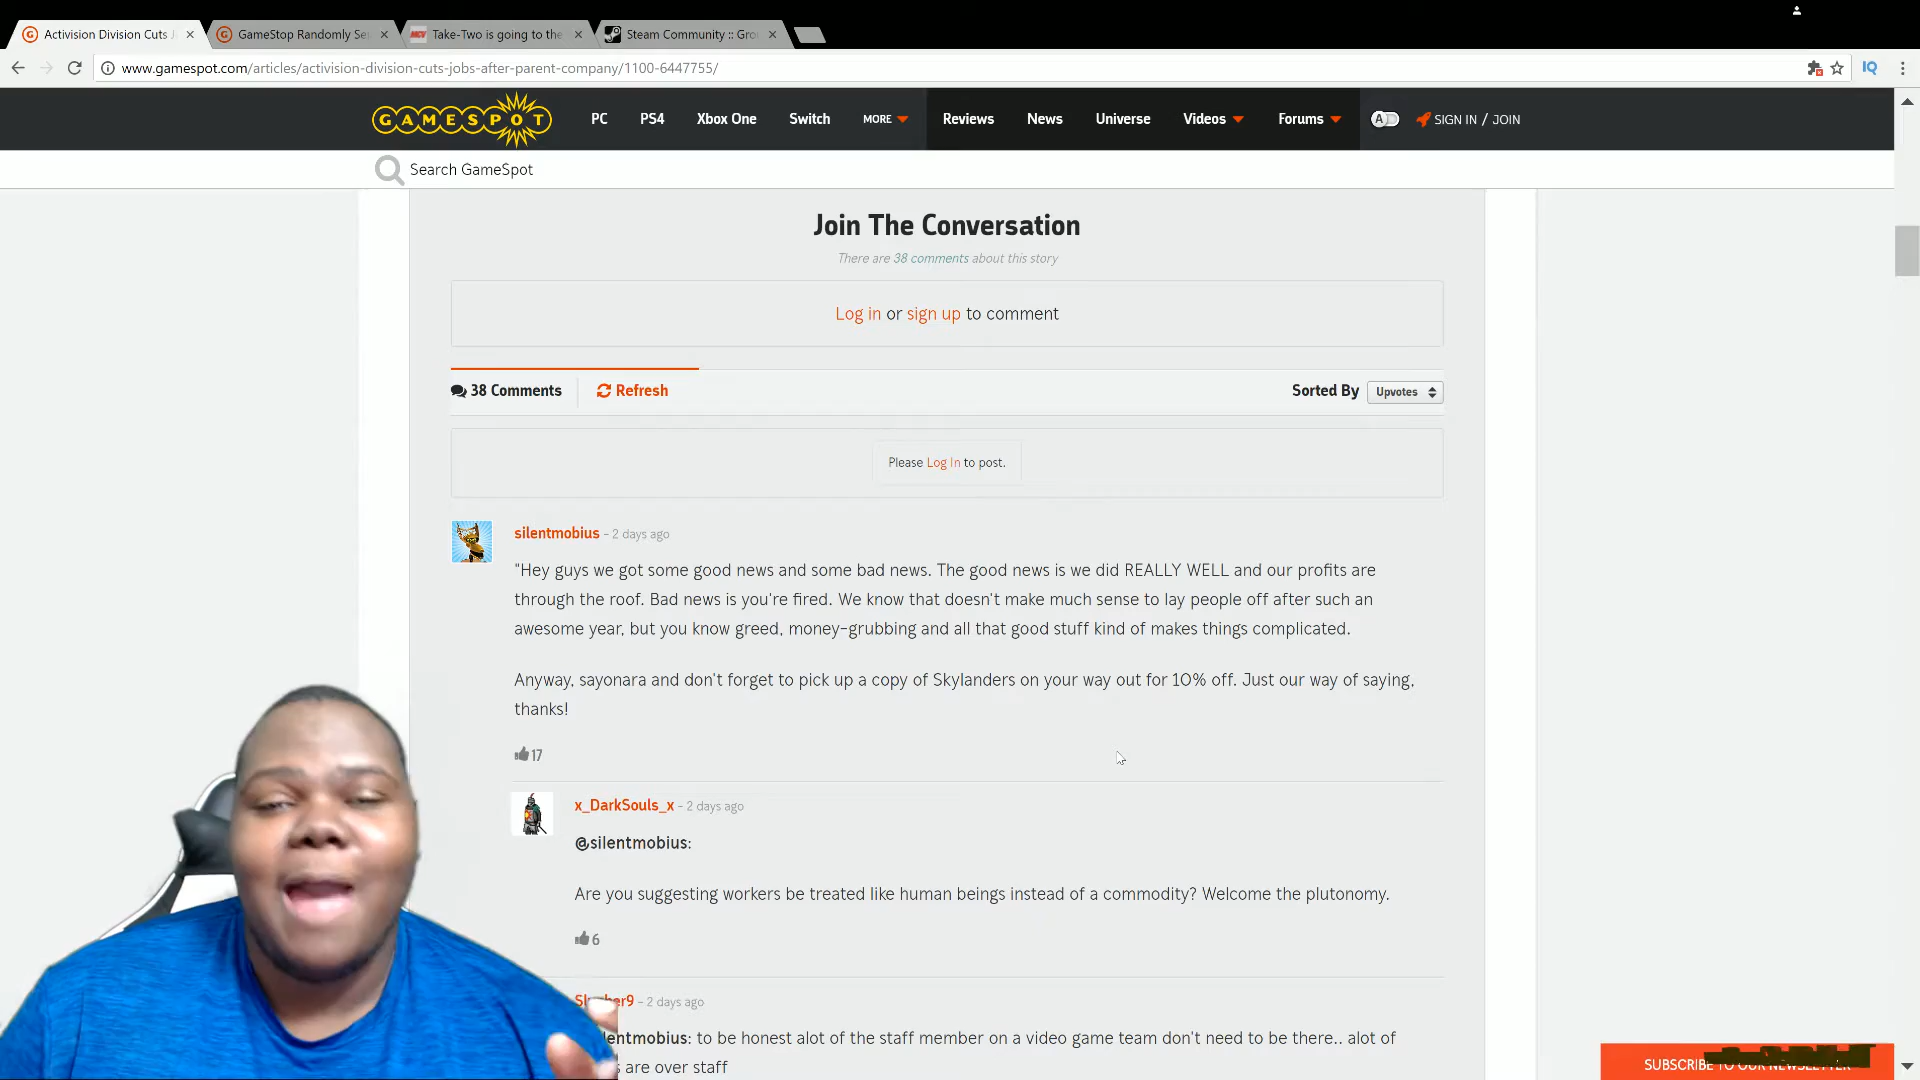 Activision Division Cuts J
GameStop Randomly Se
Take-Two is going to the
Steam Community :: Gro
www.gamespot.com/articles/activision-division-cuts-jobs-after-parent-company/1100-6447755/
IQ
GAMESPOT
PC PS4 Xbox One Switch MORE Reviews News Universe Videos Forums A SIGN IN / JOIN
Search GameSpot
Join The Conversation
There are 38 comments about this story
Log in or sign up to comment
38 Comments Refresh Sorted By Upvotes
Please Log In to post.
silentmobius - 2 days ago
"Hey guys we got some good news and some bad news. The good news is we did REALLY WELL and our profits are
through the roof. Bad news is you're fired. We know that doesn't make much sense to lay people off after such an
awesome year, but you know greed, money-grubbing and all that good stuff kind of makes things complicated.
Anyway, sayonara and don't forget to pick up a copy of Skylanders on your way out for 10% off. Just our way of saying,
thanks!
17
x_DarkSouls_x - 2 days ago
@silentmobius:
Are you suggesting workers be treated like human beings instead of a commodity? Welcome the plutonomy.
6
- 2 days ago
entmobius: to be honest alot of the staff member on a video game team don't need to be there.. alot of
s are over staff
SUBSCRIBE TO OUR NEWSLETTER